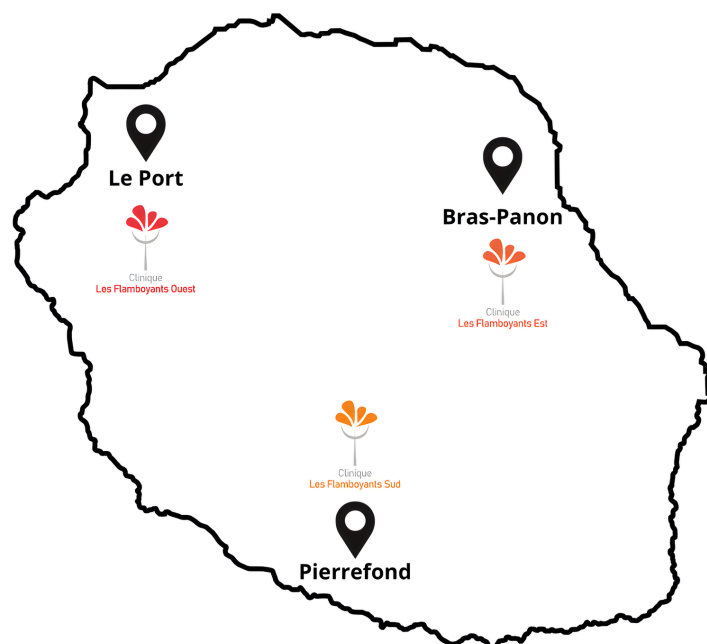 Le Port
Clinique
Les Flamboyants Ouest
Bras-Panon
Clinique
Les Flamboyants Est
Clinique
Les Flamboyants Sud
Pierrefond